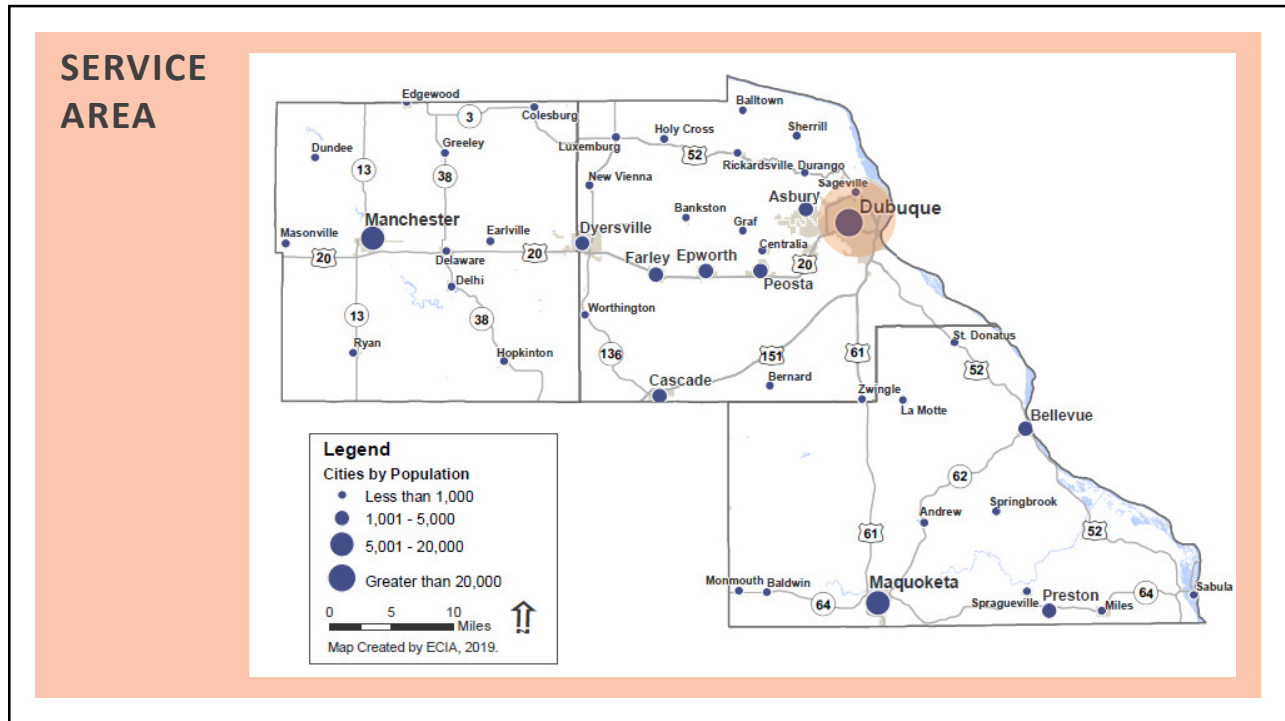 SERVICE
AREA
Edgewood
3
Colesburg
Balltown
Sherrill
Dundee
13
Greeley
38
Luxemburg
Holy Cross
52
Rickardsville
Durango
Sageville
New Vienna
Asbury
Dubuque
Bankston
Graf
Manchester
Masonville
20
Earlville
Delaware
20
Dyersville
Farley
Epworth
Centralia
20
Peosta
Delhi
13
38
Ryan
Hopkinton
Worthington
136
151
61
Cascade
Bernard
St. Donatus
52
Zwingle
La Motte
Bellevue
62
Andrew
Springbrook
61
52
Monmouth
Baldwin
64
Maquoketa
Spragueville
Preston
Miles
64
Sabula
Legend
Cities by Population
Less than 1,000
1,001 - 5,000
5,001 - 20,000
Greater than 20,000
0 5 10
Miles
N
Map Created by ECIA, 2019.